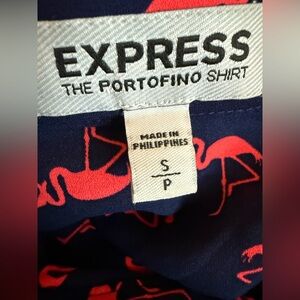 EXPRESS
THE PORTOFINO SHIRT
MADE IN
PHILIPPINES
S
P